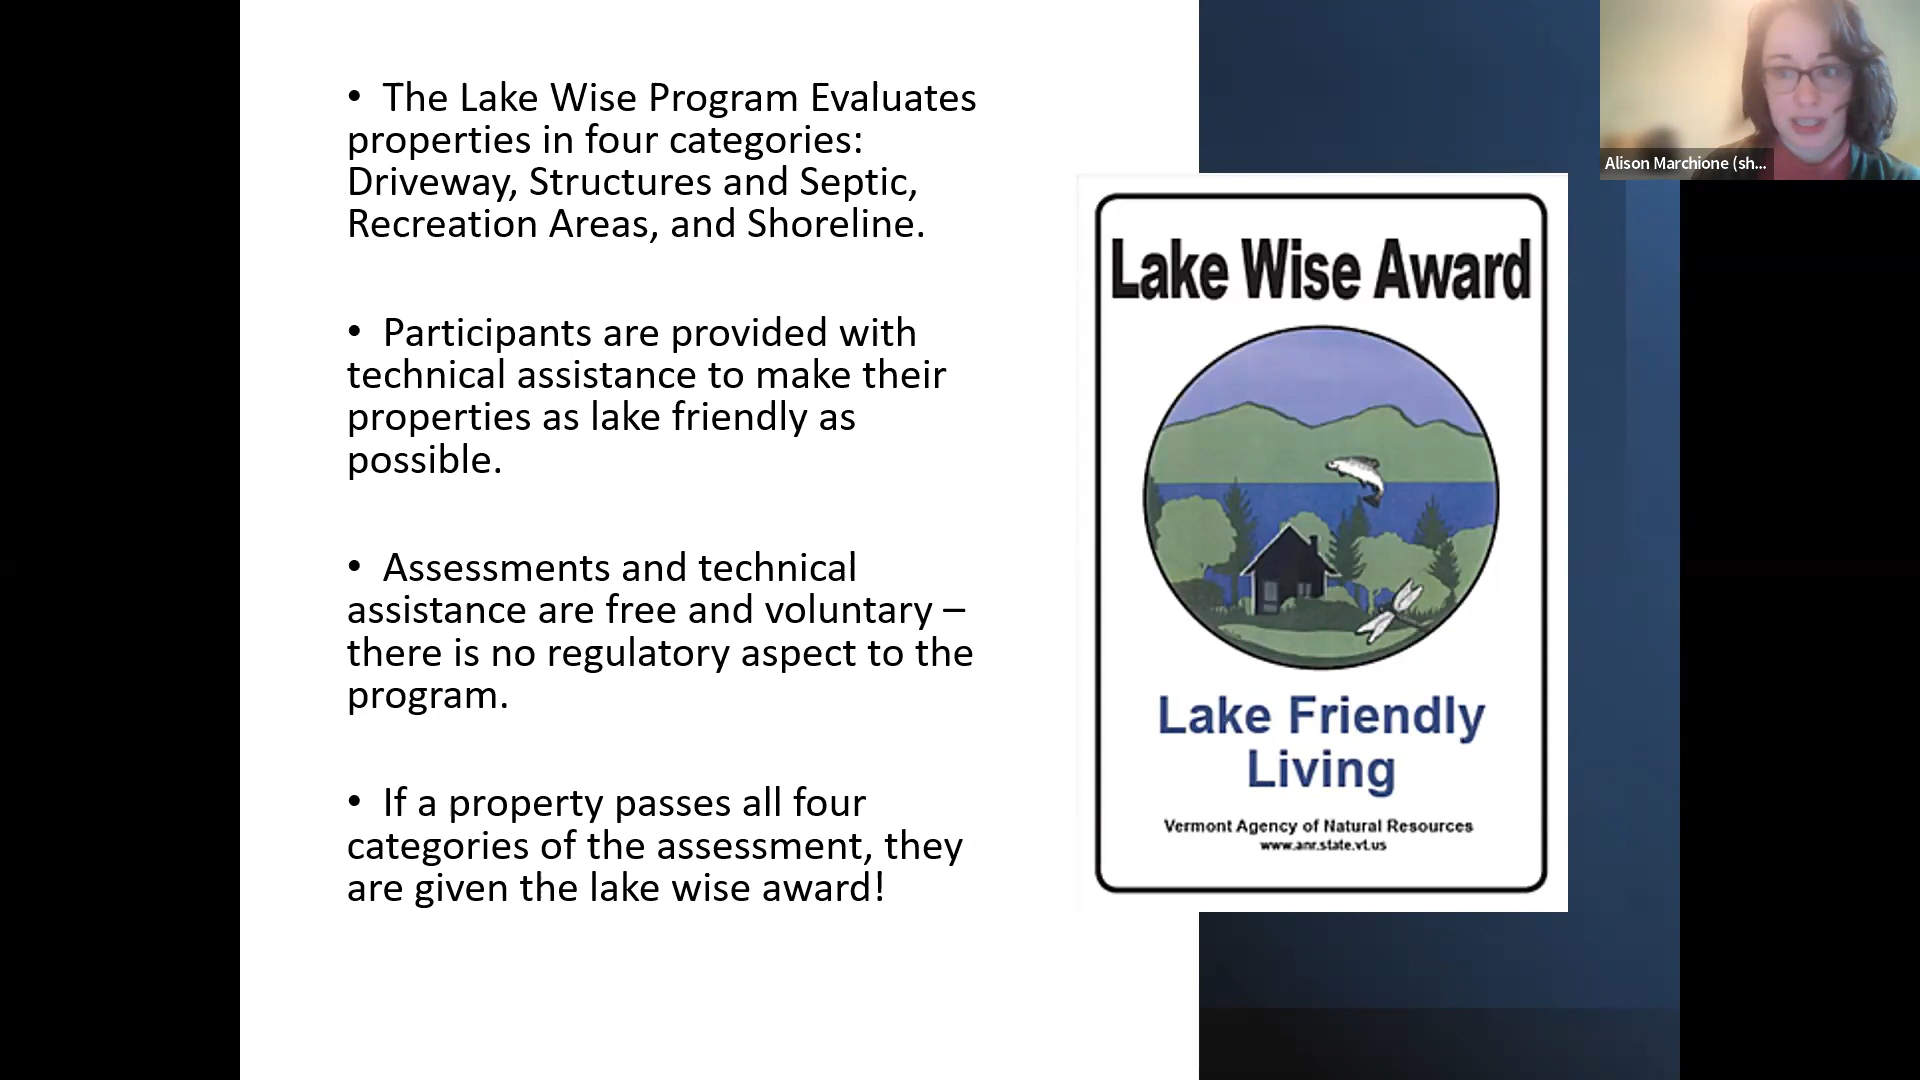 • The Lake Wise Program Evaluates
properties in four categories:
Driveway, Structures and Septic,
Recreation Areas, and Shoreline.
• Participants are provided with
technical assistance to make their
properties as lake friendly as
possible.
• Assessments and technical
assistance are free and voluntary –
there is no regulatory aspect to the
program.
• If a property passes all four
categories of the assessment, they
are given the lake wise award!
Lake Wise Award
Lake Friendly
Living
Vermont Agency of Natural Resources
www.anr.state.vt.us
Alison Marchione (sh...